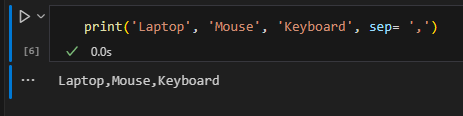 print('Laptop', 'Mouse', 'Keyboard', sep= ',')
[6] 0.0s
... Laptop,Mouse,Keyboard